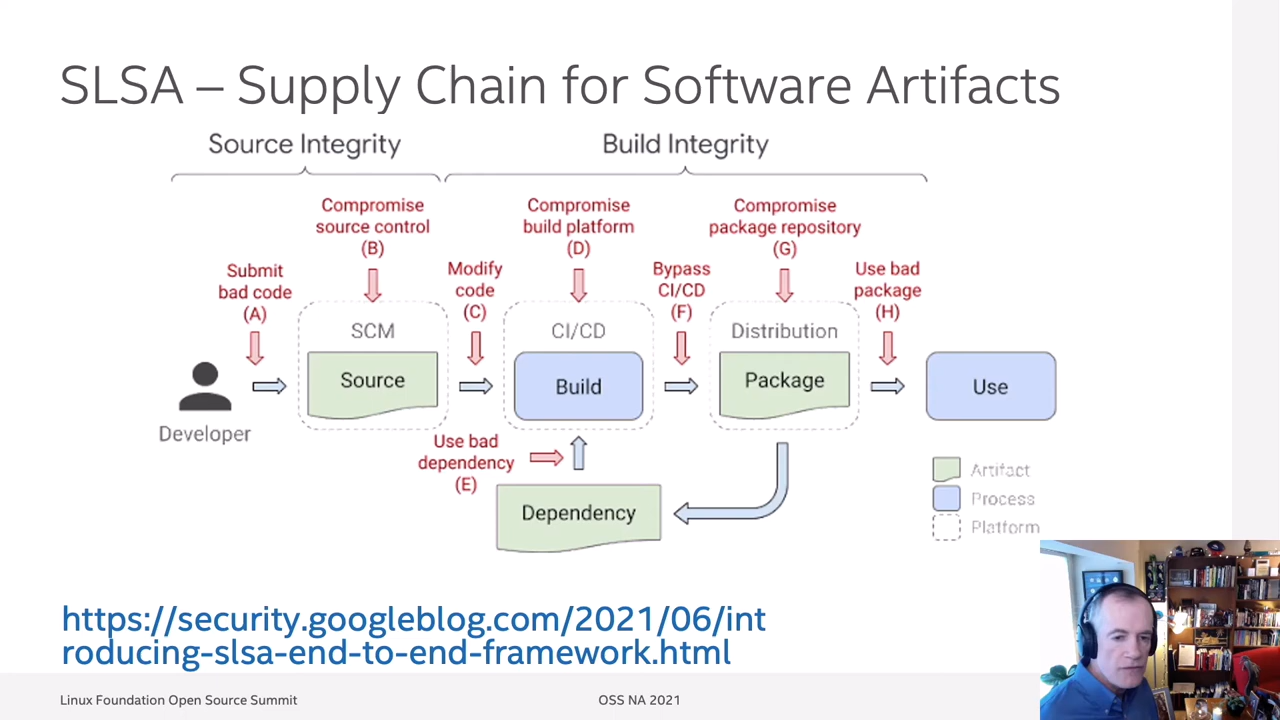 SLSA – Supply Chain for Software Artifacts
Source Integrity
Build Integrity
Compromise
source control
(B)
Compromise
build platform
(D)
Compromise
package repository
(G)
Submit
bad code
(A)
Modify
code
(C)
Bypass
CI/CD
(F)
Use bad
package
(H)
SCM
CI/CD
Distribution
Source
Build
Package
Use
Developer
Use bad
dependency
(E)
Dependency
Artifact
Process
Platform
https://security.googleblog.com/2021/06/int
roducing-slsa-end-to-end-framework.html
Linux Foundation Open Source Summit
OSS NA 2021